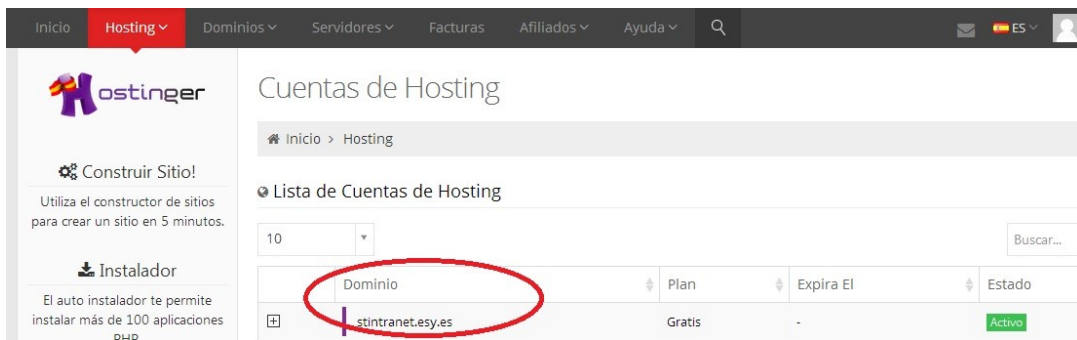 Inicio Hosting Dominios Servidores Facturas Afiliados Ayuda ES
Hostinger
Cuentas de Hosting
Inicio > Hosting
Construir Sitio!
Utiliza el constructor de sitios
para crear un sitio en 5 minutos.
Lista de Cuentas de Hosting
10 Buscar...
Instalador
El auto instalador te permite
instalar más de 100 aplicaciones
PHP
Dominio Plan Expira El Estado
stintranet.esy.es Gratis - Activo